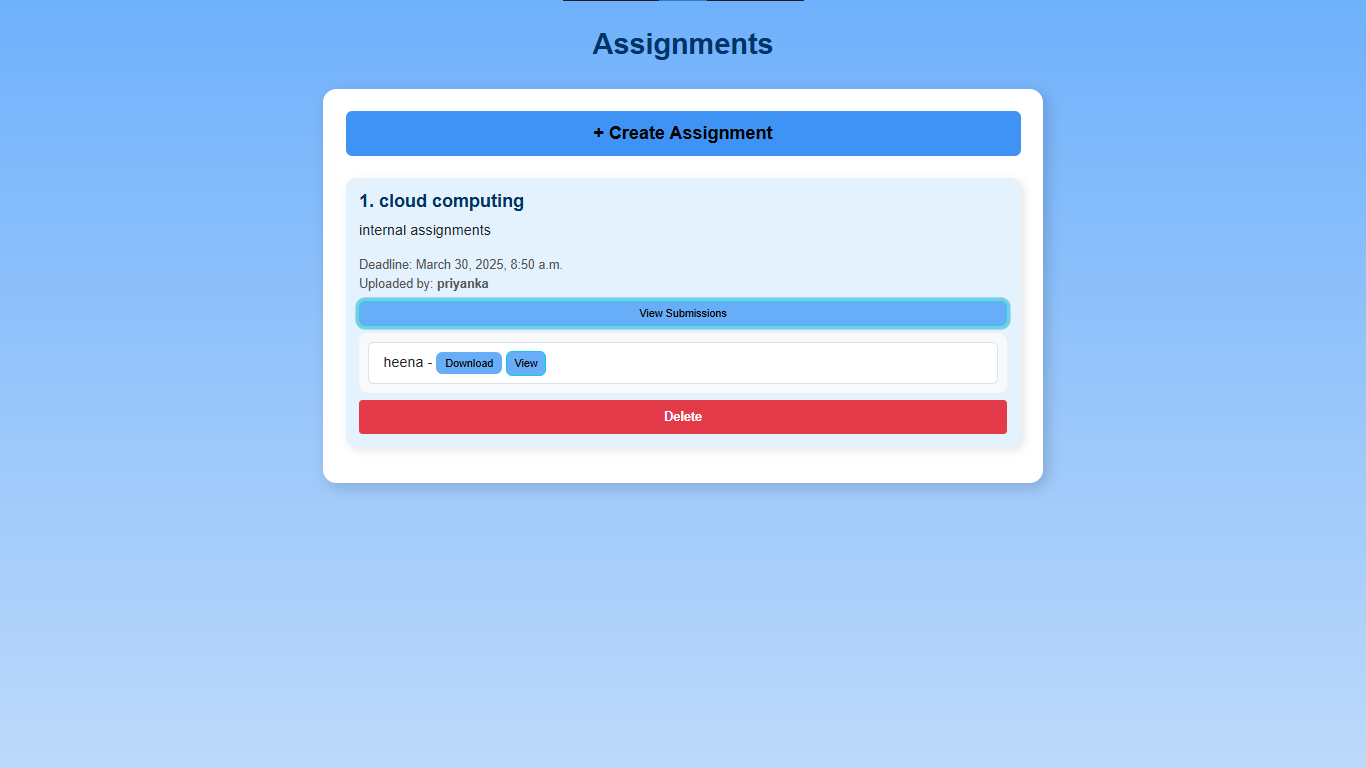 Assignments
+ Create Assignment
1. cloud computing
internal assignments
Deadline: March 30, 2025, 8:50 a.m.
Uploaded by: priyanka
View Submissions
heena - Download View
Delete